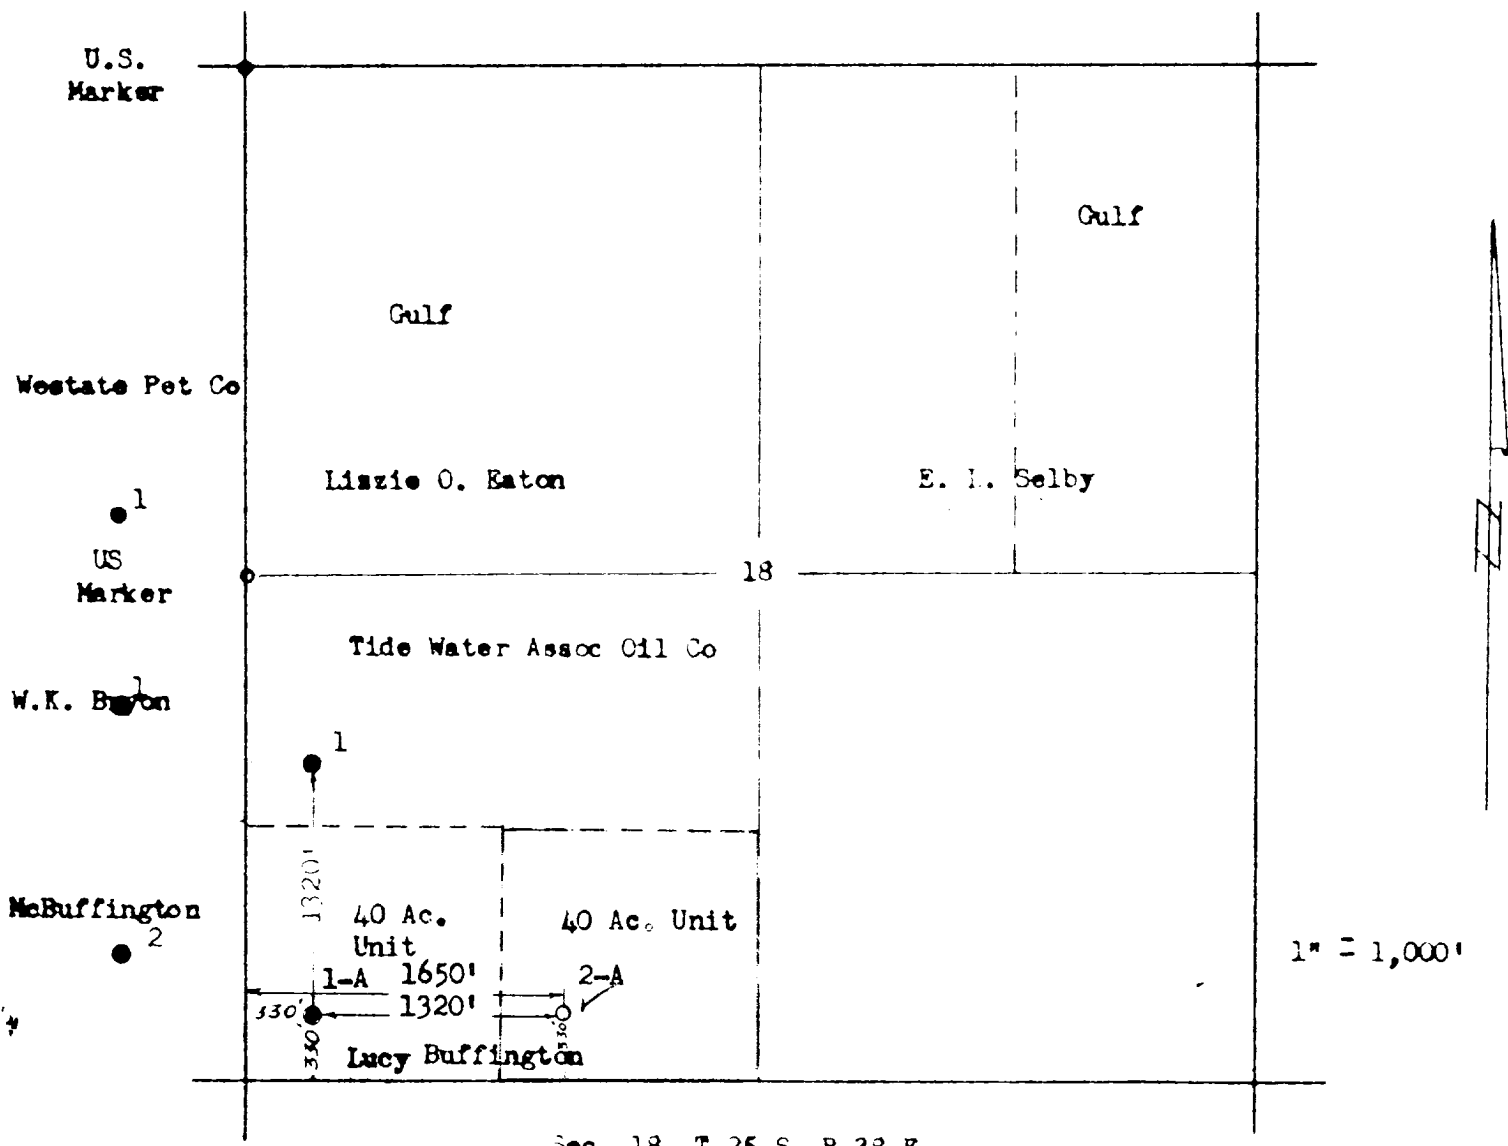 U.S.
Marker
Gulf
Gulf
Westate Pet Co
Lizzie O. Eaton
E. L. Selby
1
US
Marker
18
Tide Water Assoc Oil Co
1
W.K. Byron
1
1320'
McBuffington
2
40 Ac.
Unit
40 Ac. Unit
1" = 1,000'
1-A 1650' 2-A
330' 1320'
330' 330'
Lucy Buffington
N
Sec. 18, T 25 S, R 38 E